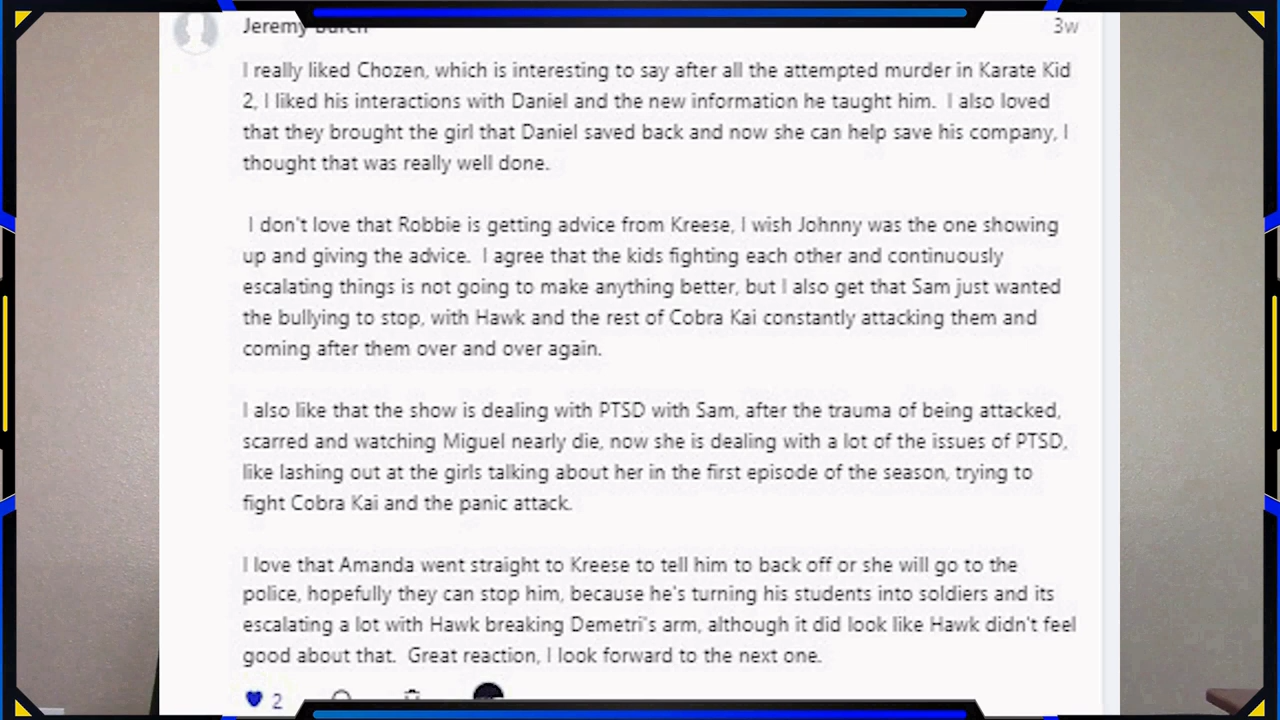 Jeremy Burch
3w
I really liked Chozen, which is interesting to say after all the attempted murder in Karate Kid
2, I liked his interactions with Daniel and the new information he taught him.  I also loved
that they brought the girl that Daniel saved back and now she can help save his company, I
thought that was really well done.
I don't love that Robbie is getting advice from Kreese, I wish Johnny was the one showing
up and giving the advice.  I agree that the kids fighting each other and continuously
escalating things is not going to make anything better, but I also get that Sam just wanted
the bullying to stop, with Hawk and the rest of Cobra Kai constantly attacking them and
coming after them over and over again.
I also like that the show is dealing with PTSD with Sam, after the trauma of being attacked,
scarred and watching Miguel nearly die, now she is dealing with a lot of the issues of PTSD,
like lashing out at the girls talking about her in the first episode of the season, trying to
fight Cobra Kai and the panic attack.
I love that Amanda went straight to Kreese to tell him to back off or she will go to the
police, hopefully they can stop him, because he's turning his students into soldiers and its
escalating a lot with Hawk breaking Demetri's arm, although it did look like Hawk didn't feel
good about that.  Great reaction, I look forward to the next one.
2